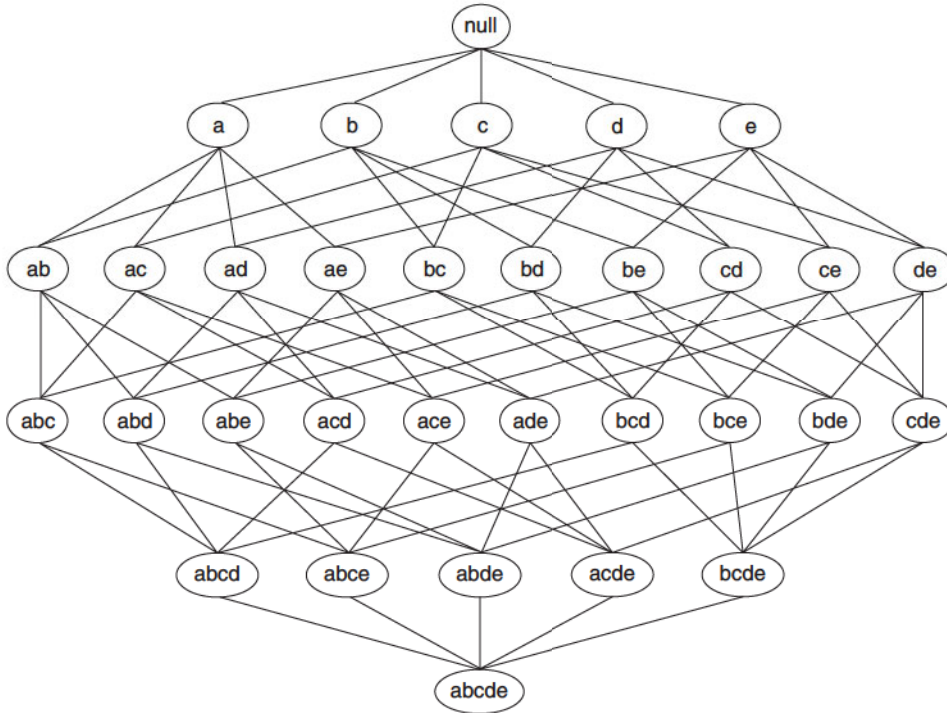 null
a b c d e
ab ac ad ae bc bd be cd ce de
abc abd abe acd ace ade bcd bce bde cde
abcd abce abde acde bcde
abcde